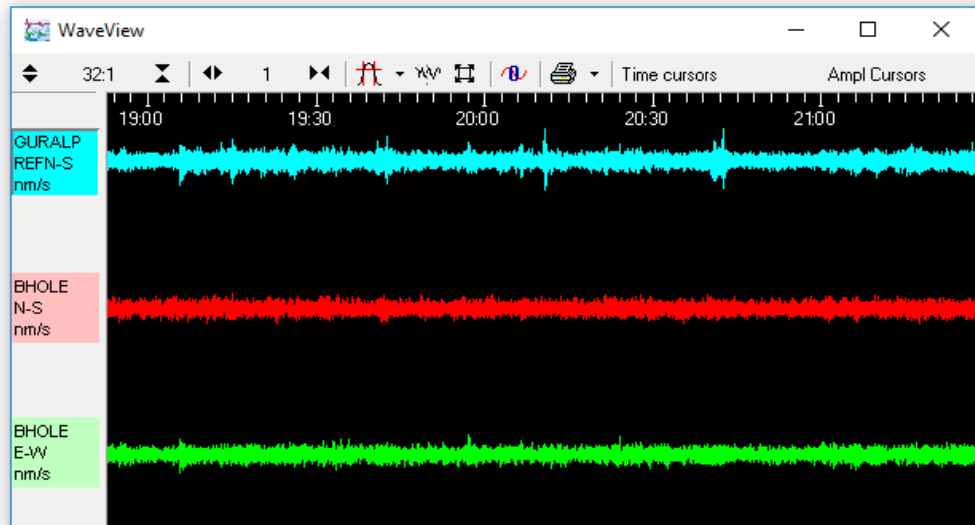 WaveView
32:1 1 Time cursors Ampl Cursors
19:00 19:30 20:00 20:30 21:00
GURALP
REFN-S
nm/s
BHOLE
N-S
nm/s
BHOLE
E-W
nm/s